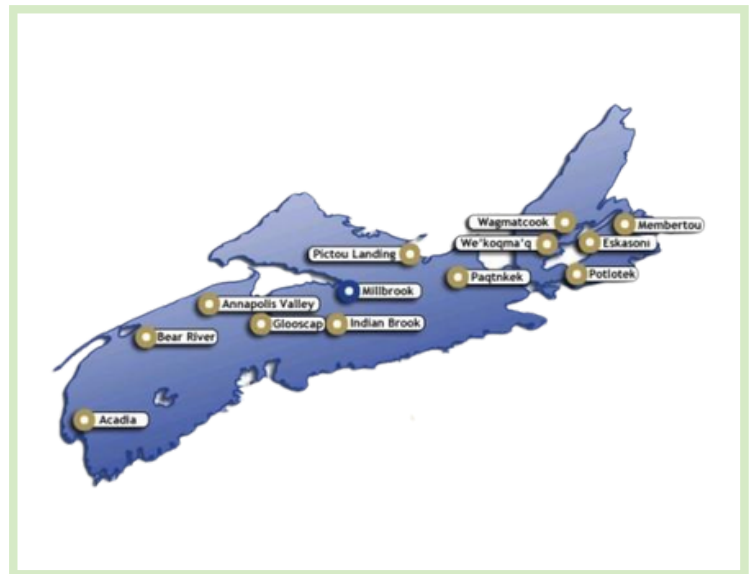 Wagmatcook
Membertou
We'koqma'q
Eskasoni
Pictou Landing
Paqtnkek
Potlotek
Millbrook
Annapolis Valley
Glooscap
Indian Brook
Bear River
Acadia